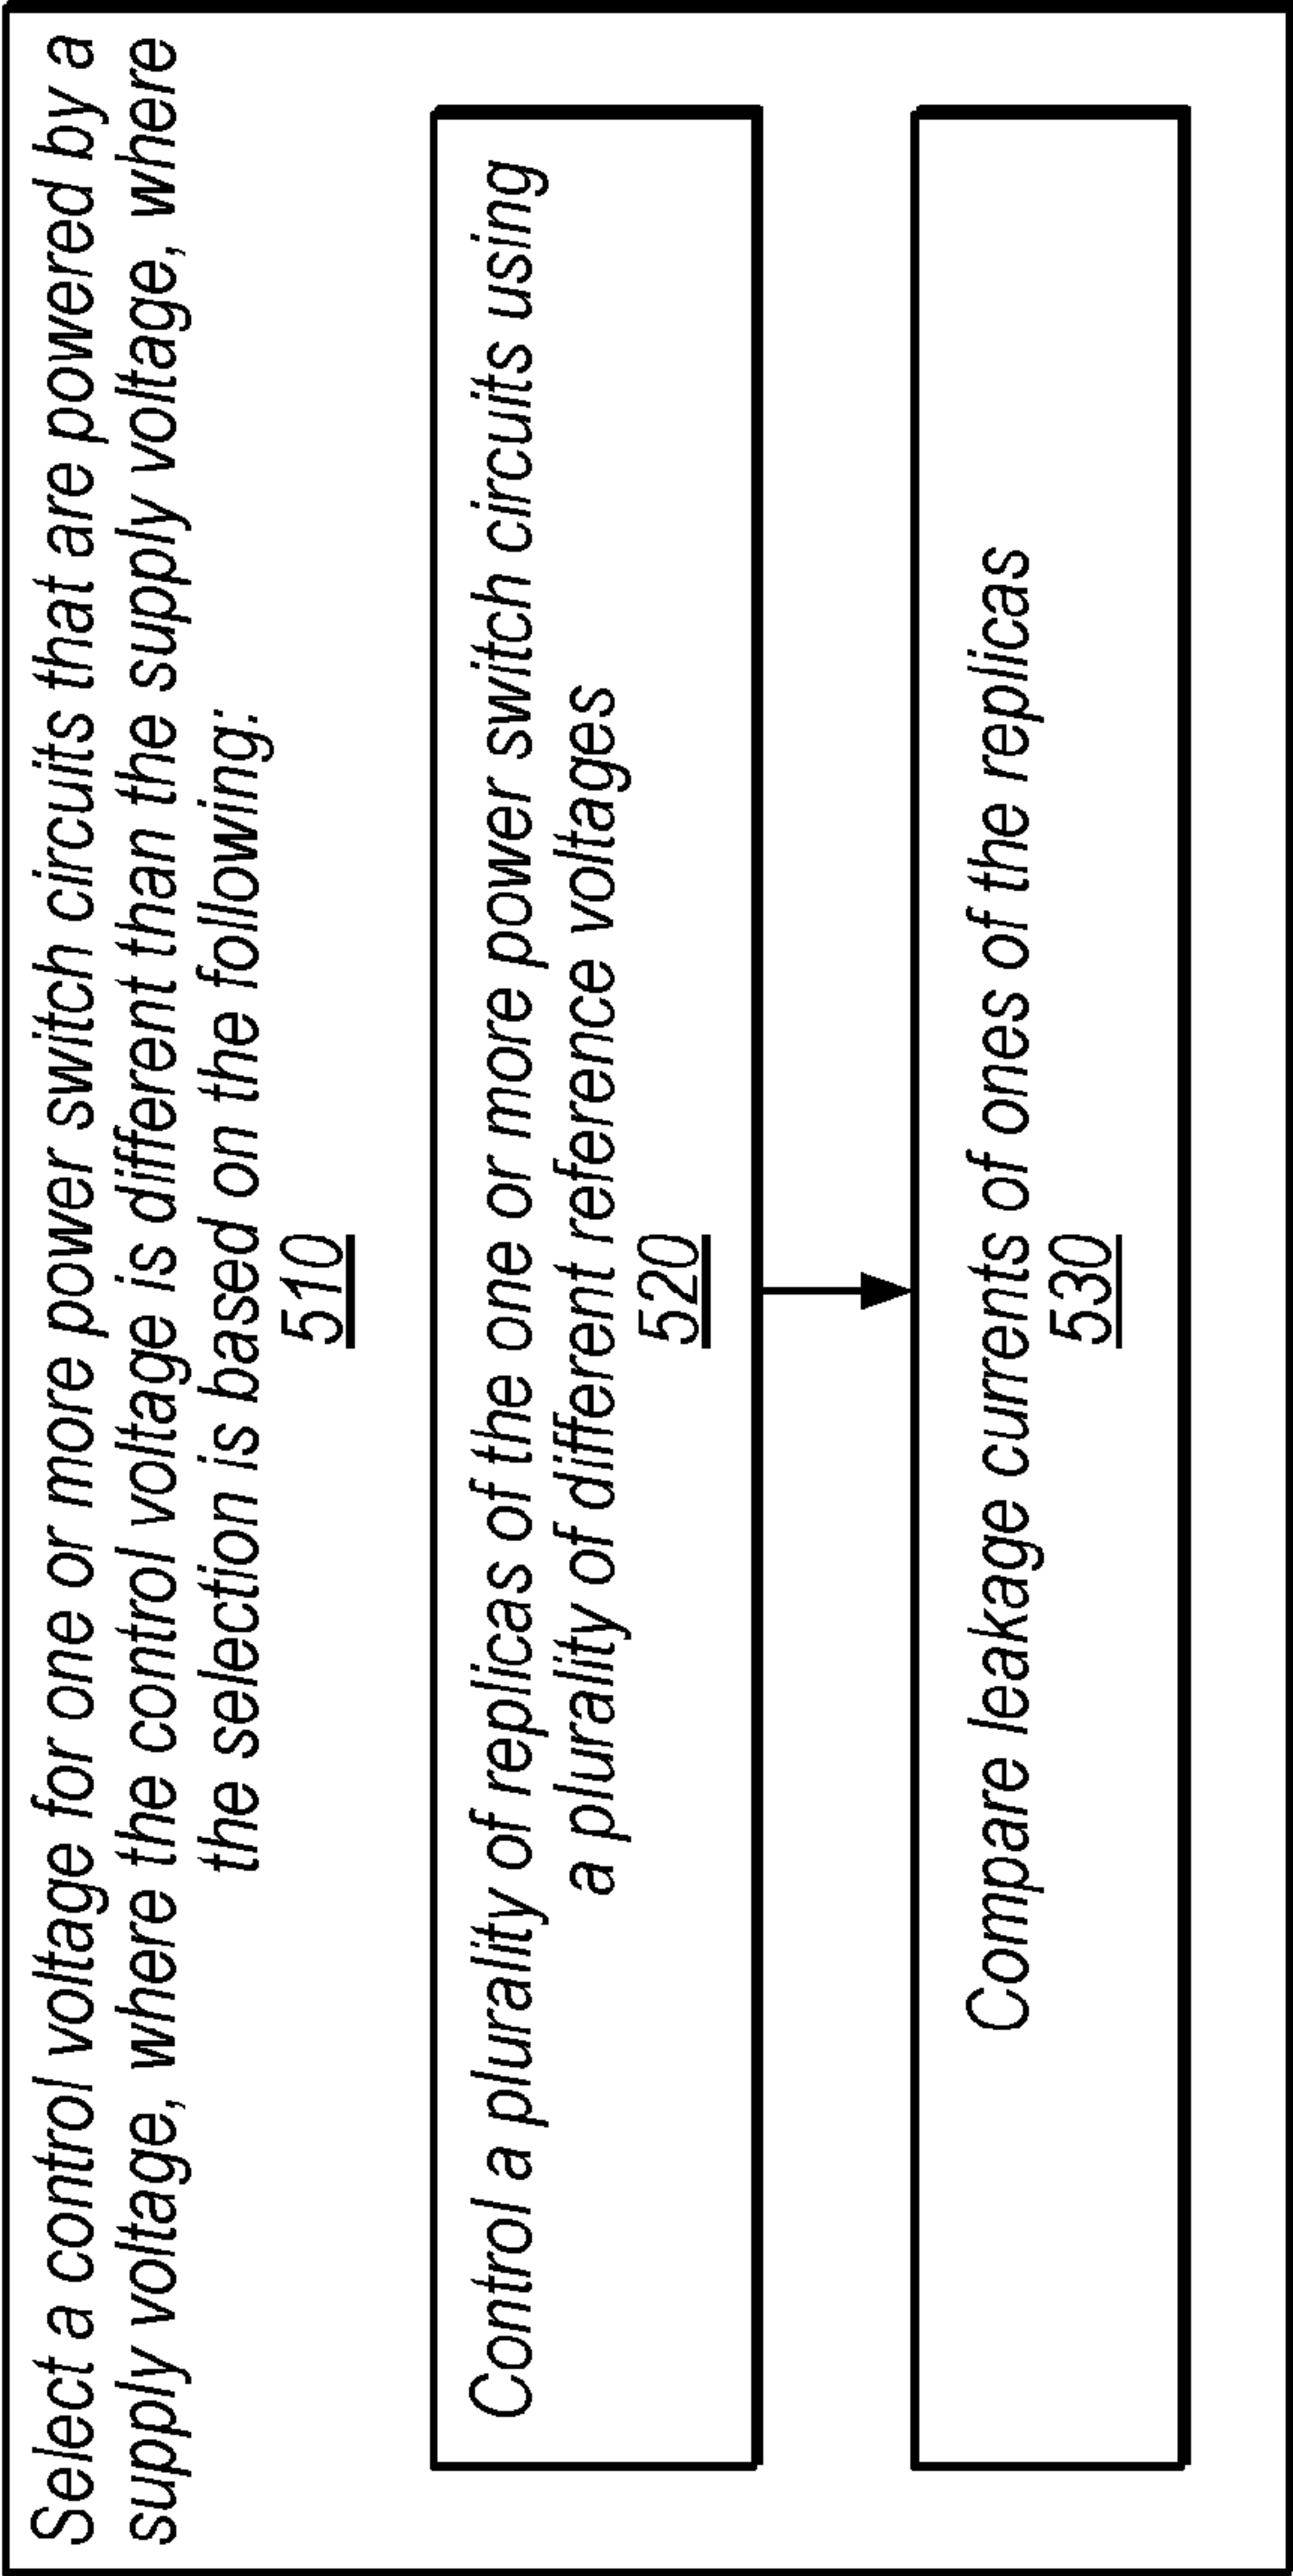 Select a control voltage for one or more power switch circuits that are powered by a
supply voltage, where the control voltage is different than the supply voltage, where
the selection is based on the following:
510
Control a plurality of replicas of the one or more power switch circuits using
a plurality of different reference voltages
520
Compare leakage currents of ones of the replicas
530